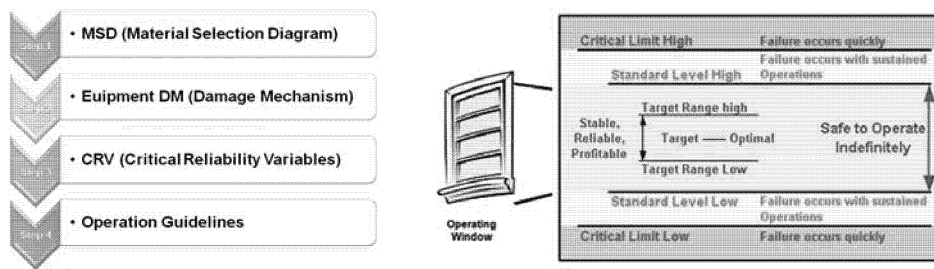 Step 1
• MSD (Material Selection Diagram)
• Euipment DM (Damage Mechanism)
Step 3
• CRV (Critical Reliability Variables)
Step 4
• Operation Guidelines
Operating
Window
Critical Limit High
Failure occurs quickly
Failure occurs with sustained
Operations
Standard Level High
Target Range high
Stable,
Reliable,
Profitable
Target —— Optimal
Safe to Operate
Indefinitely
Target Range Low
Standard Level Low
Failure occurs with sustained
Operations
Critical Limit Low
Failure occurs quickly